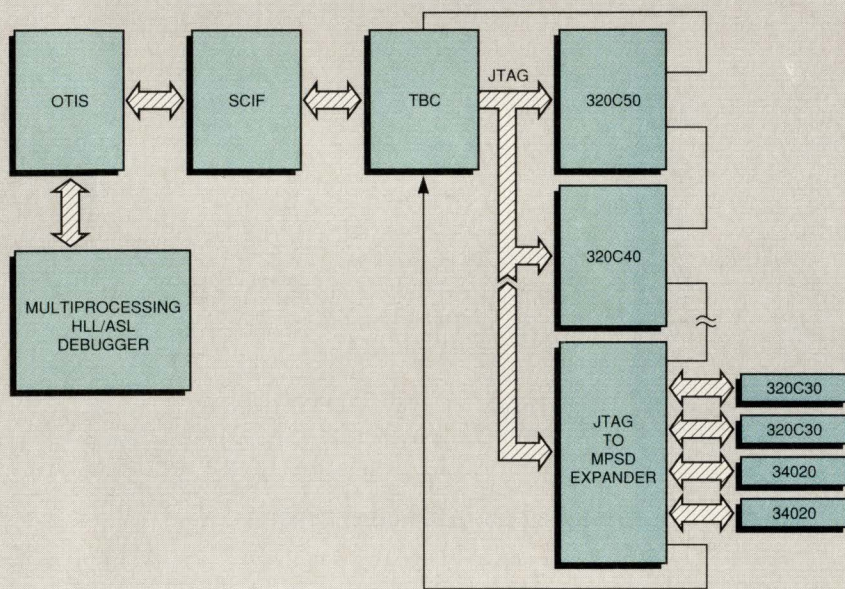 OTIS
SCIF
TBC
JTAG
320C50
320C40
MULTIPROCESSING
HLL/ASL
DEBUGGER
JTAG
TO
MPSD
EXPANDER
320C30
320C30
34020
34020